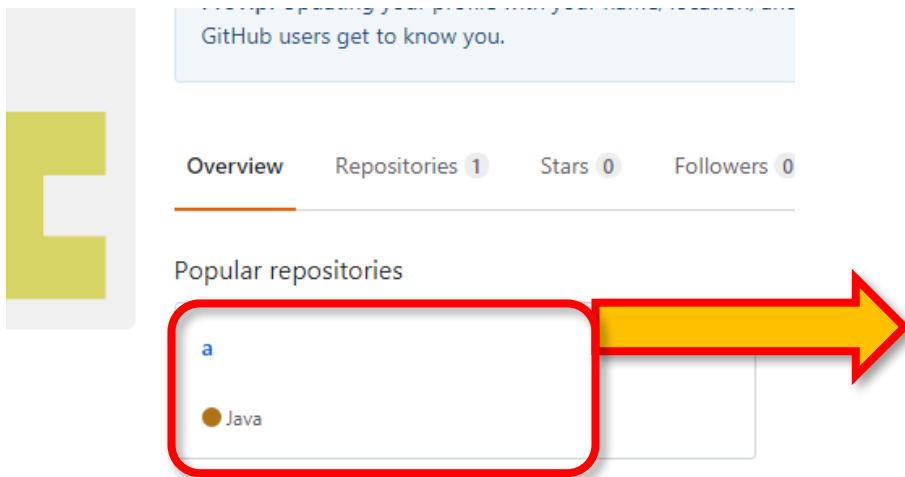 GitHub users get to know you.
Overview Repositories 1 Stars 0 Followers 0
Popular repositories
a
Java